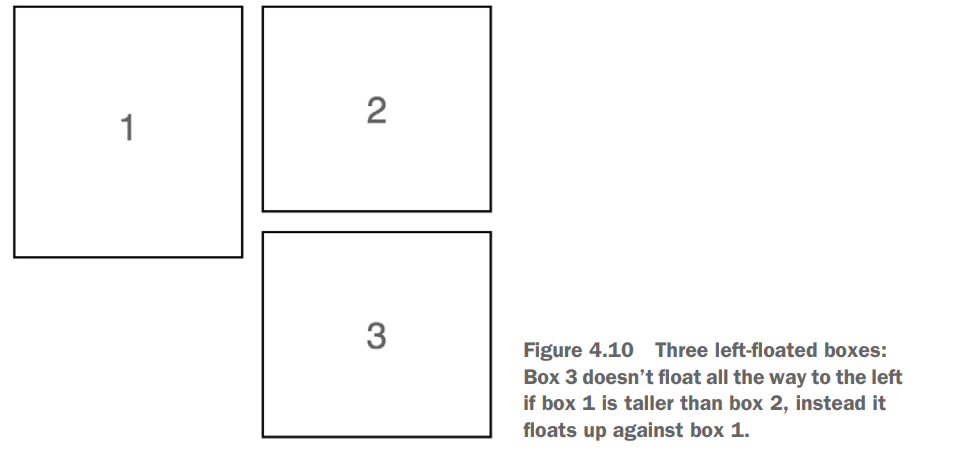 1
2
3
Figure 4.10 Three left-floated boxes:
Box 3 doesn’t float all the way to the left
if box 1 is taller than box 2, instead it
floats up against box 1.